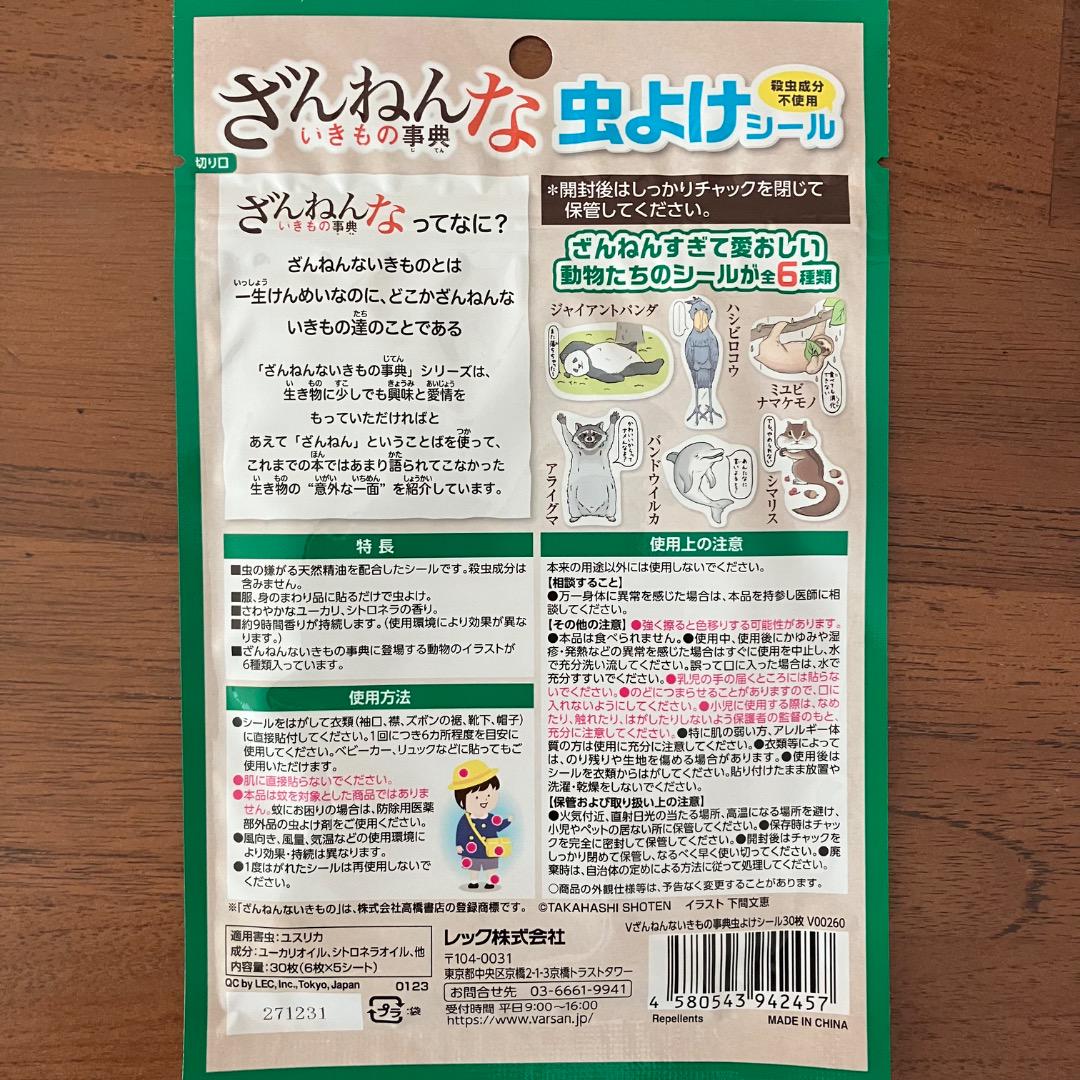 ざんねんな
いきもの事典
じてん
虫よけシール
殺虫成分
不使用
切り口
ざんねんな
いきもの事典
ってなに?
ざんねんないきものとは
一生けんめいなのに、どこかざんねんな
いきもの達のことである
「ざんねんないきもの事典」シリーズは、
生き物に少しでも興味と愛情を
もっていただければと
あえて「ざんねん」ということばを使って、
これまでの本ではあまり語られてこなかった
生き物の“意外な一面”を紹介しています。
*開封後はしっかりチャックを閉じて
保管してください。
ざんねんすぎて愛おしい
動物たちのシールが全6種類
ジャイアントパンダ
ハシビロコウ
ミユビ
ナマケモノ
アライグマ
バンドウイルカ
シマリス
特長
■虫の嫌がる天然精油を配合したシールです。殺虫成分は
含みません。
■服、身のまわり品に貼るだけで虫よけ。
■さわやかなユーカリ、シトロネラの香り。
■約9時間香りが持続します。(使用環境により効果が異な
ります。)
■ざんねんないきもの事典に登場する動物のイラストが
6種類入っています。
使用方法
●シールをはがして衣類(袖口、襟、ズボンの裾、靴下、帽子)
に直接貼付してください。1回につき6カ所程度を目安に
使用してください。ベビーカー、リュックなどに貼ってもご
使用いただけます。
●肌に直接貼らないでください。
●本品は蚊を対象とした商品ではありま
せん。蚊にお困りの場合は、防除用医薬
部外品の虫よけ剤をご使用ください。
●風向き、風量、気温などの使用環境に
より効果・持続は異なります。
●1度はがれたシールは再使用しないで
ください。
使用上の注意
本来の用途以外には使用しないでください。
【相談すること】
●万一身体に異常を感じた場合は、本品を持参し医師に相
談してください。
【その他の注意】●強く擦ると色移りする可能性があります。
●本品は食べられません。●使用中、使用後にかゆみや湿
疹・発熱などの異常を感じた場合はすぐに使用を中止し、水
で充分洗い流してください。誤って口に入った場合は、水で
充分すすいでください。●乳児の手の届くところには貼らな
いでください。●のどにつまらせることがありますので、口に
入れないようにしてください。●小児に使用する際は、なめ
たり、触れたり、はがしたりしないよう保護者の監督のもと、
充分に注意してください。●特に肌の弱い方、アレルギー体
質の方は使用に充分に注意してください。●衣類等によって
は、のり残りや生地を傷める場合があります。●使用後は
シールを衣類からはがしてください。貼り付けたまま放置や
洗濯・乾燥をしないでください。
【保管および取り扱い上の注意】
●火気付近、直射日光の当たる場所、高温になる場所を避け、
小児やペットの居ない所に保管してください。●保存時はチャッ
クを完全に密封して保管してください。●開封後はチャックを
しっかり閉めて保管し、なるべく早く使い切ってください。●廃
棄時は、自治体の定めによる方法に従って処理してください。
○商品の外観仕様等は、予告なく変更することがあります。
※「ざんねんないきもの」は、株式会社高橋書店の登録商標です。 ©TAKAHASHI SHOTEN イラスト 下間文恵
Vざんねんないきもの事典虫よけシール30枚 V00260
適用害虫:ユスリカ
成分:ユーカリオイル、シトロネラオイル、他
内容量:30枚(6枚×5シート)
QC by LEC, Inc., Tokyo, Japan 0123
271231
プラ :袋
レック株式会社
〒104-0031
東京都中央区京橋2-1-3京橋トラストタワー
お問合せ先 03-6661-9941
受付時間 平日9:00〜16:00
https://www.varsan.jp/
4 580543 942457
Repellents MADE IN CHINA